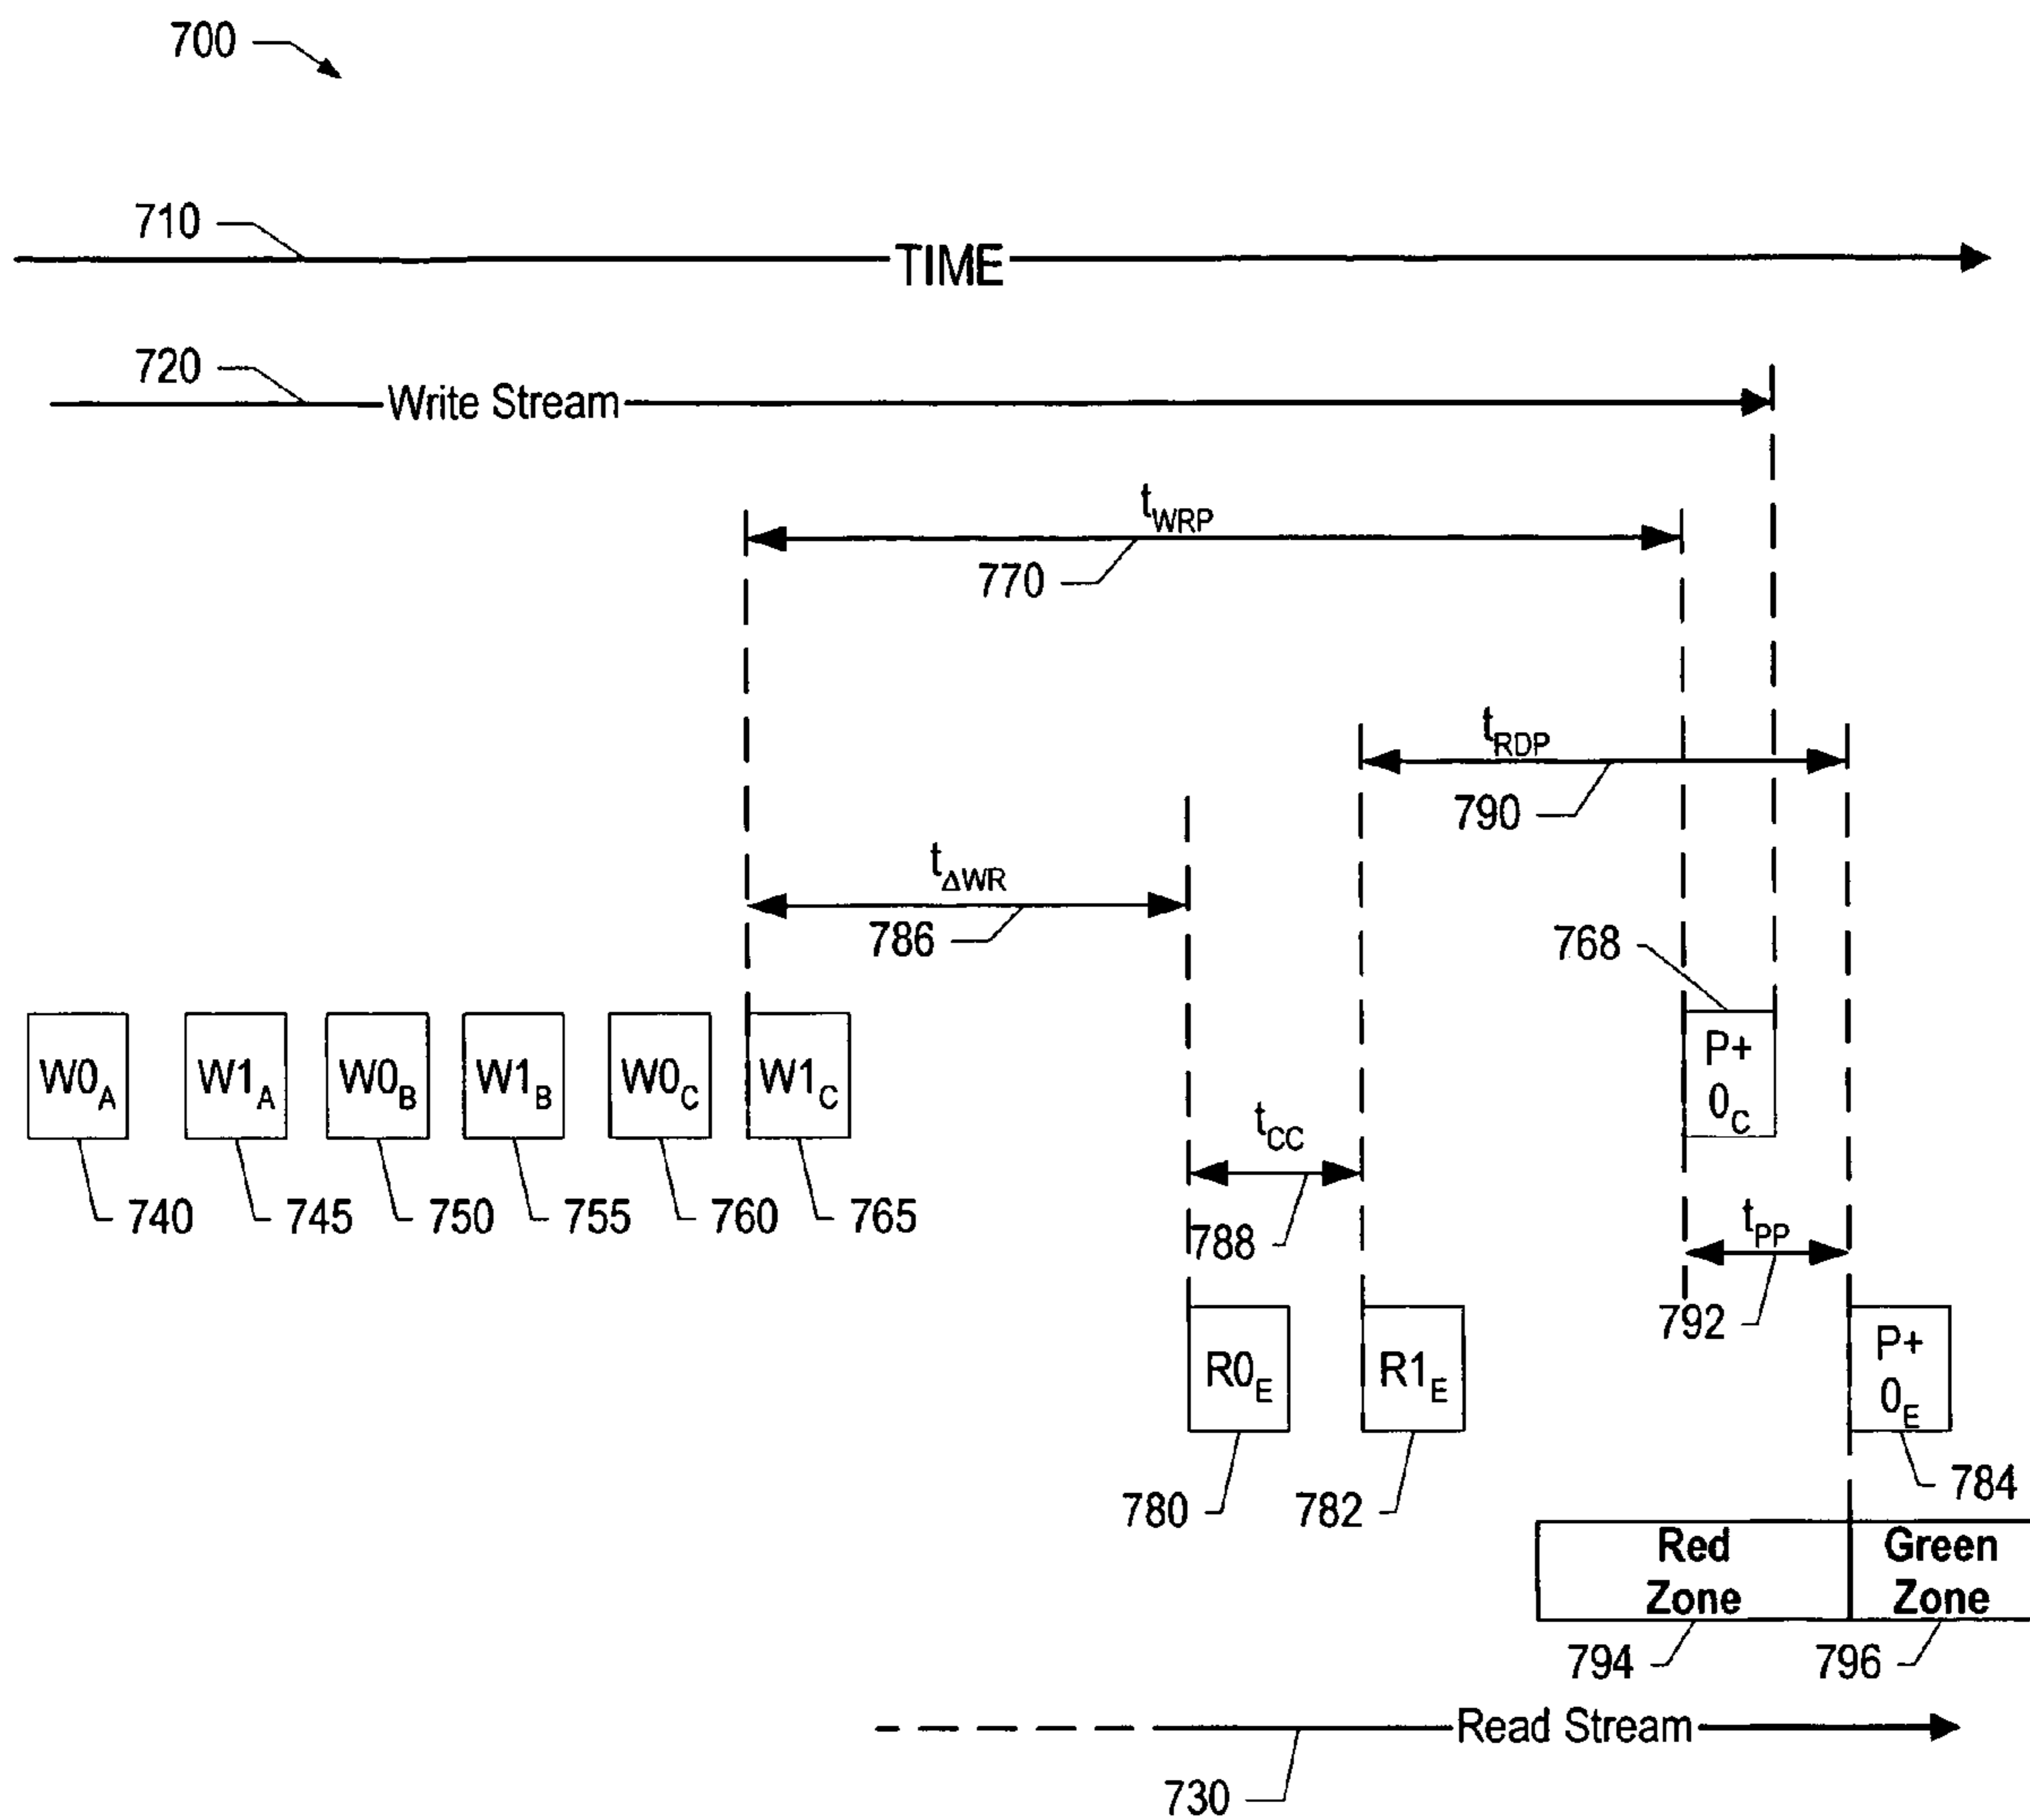 700
710
TIME
720
Write Stream
tWRP
770
tRDP
790
tΔWR
786
768
W0A
W1A
W0B
W1B
W0C
W1C
P+
0C
tCC
740
745
750
755
760
765
788
tPP
792
R0E
R1E
P+
0E
780
782
784
Red
Zone
Green
Zone
794
796
Read Stream
730